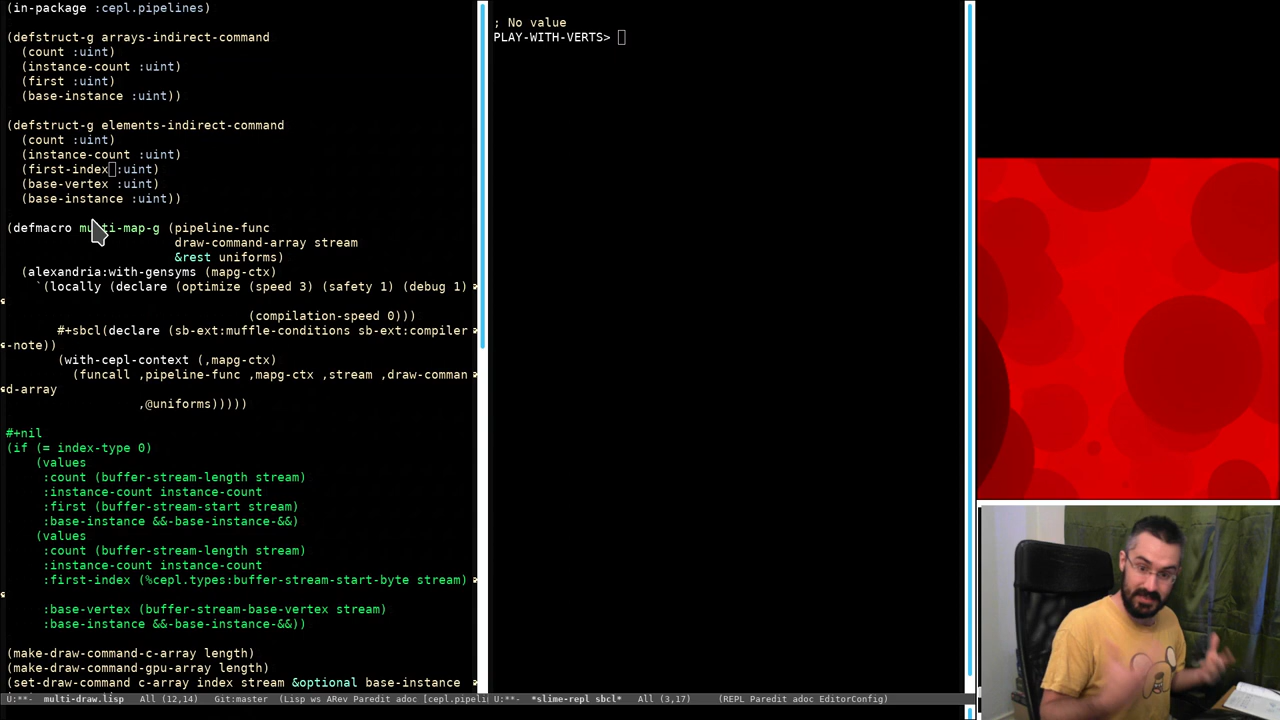 (in-package :cepl.pipelines)
(defstruct-g arrays-indirect-command
(count :uint)
(instance-count :uint)
(first :uint)
(base-instance :uint))
(defstruct-g elements-indirect-command
(count :uint)
(instance-count :uint)
(first-index :uint)
(base-vertex :uint)
(base-instance :uint))
(defmacro multi-map-g (pipeline-func
draw-command-array stream
&rest uniforms)
(alexandria:with-gensyms (mapg-ctx)
`(locally (declare (optimize (speed 3) (safety 1) (debug 1)
(compilation-speed 0)))
#+sbcl(declare (sb-ext:muffle-conditions sb-ext:compiler
-note))
(with-cepl-context (,mapg-ctx)
(funcall ,pipeline-func ,mapg-ctx ,stream ,draw-comman
d-array
,@uniforms)))))
#+nil
(if (= index-type 0)
(values
:count (buffer-stream-length stream)
:instance-count instance-count
:first (buffer-stream-start stream)
:base-instance &&-base-instance-&&)
(values
:count (buffer-stream-length stream)
:instance-count instance-count
:first-index (%cepl.types:buffer-stream-start-byte stream)
:base-vertex (buffer-stream-base-vertex stream)
:base-instance &&-base-instance-&&))
(make-draw-command-c-array length)
(make-draw-command-gpu-array length)
(set-draw-command c-array index stream &optional base-instance
U:**- multi-draw.lisp All (12,14) Git:master (Lisp ws ARev Paredit adoc [cepl.pipeli
; No value
PLAY-WITH-VERTS>
U:**- *slime-repl sbcl* All (3,17) (REPL Paredit adoc EditorConfig)